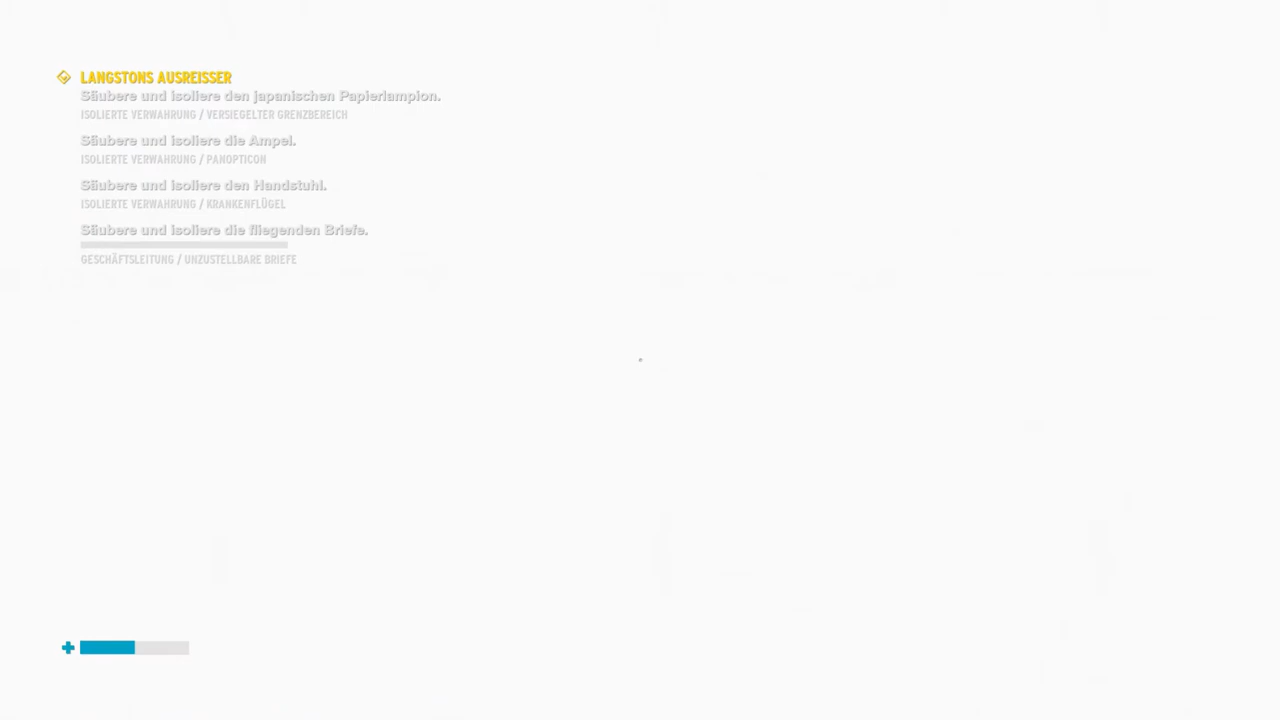 LANGSTONS AUSREISSER
Säubere und isoliere den japanischen Papierlampion.
ISOLIERTE VERWAHRUNG / VERSIEGELTER GRENZBEREICH
Säubere und isoliere die Ampel.
ISOLIERTE VERWAHRUNG / PANOPTICON
Säubere und isoliere den Handstuhl.
ISOLIERTE VERWAHRUNG / KRANKENFLÜGEL
Säubere und isoliere die fliegenden Briefe.
GESCHÄFTSLEITUNG / UNZUSTELLBARE BRIEFE